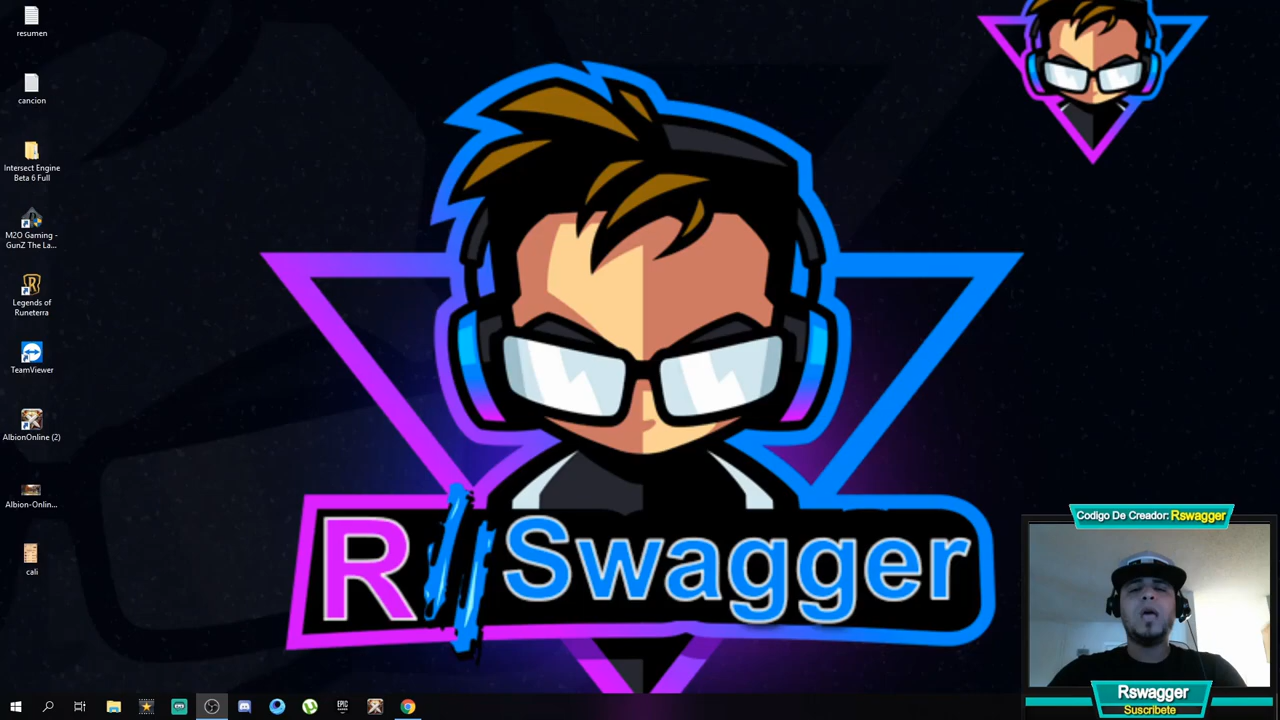 resumen
cancion
Intersect Engine
Beta 6 Full
M2O Gaming -
GunZ The La...
Legends of
Runeterra
TeamViewer
AlbionOnline (2)
Albion-Onlin...
cali
R//Swagger
Codigo De Creador: Rswagger
Rswagger
Suscribete
EPIC